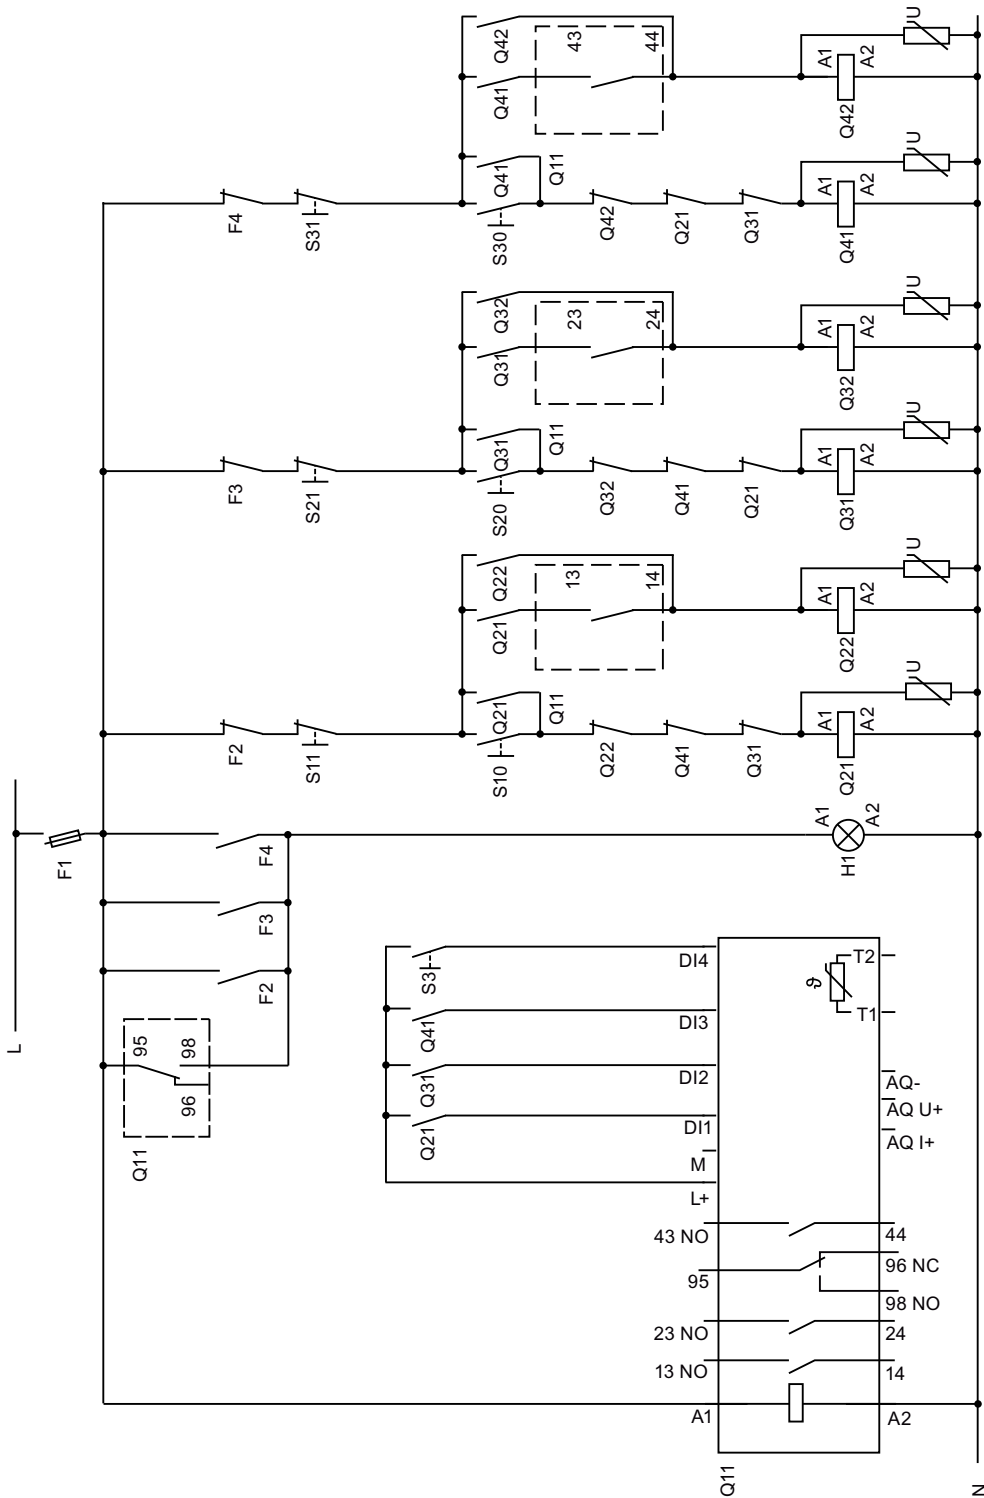 U
Q42
43
44
A1
A2
Q41
Q42
U
Q41
Q11
A1
A2
F4
S31
S30
Q42
Q21
Q31
Q41
U
Q32
23
24
A1
A2
Q31
Q32
U
Q31
Q11
A1
A2
F3
S21
S20
Q32
Q41
Q21
Q31
U
Q22
13
14
A1
A2
Q21
Q22
U
Q21
Q11
A1
A2
F2
S11
S10
Q22
Q41
Q31
Q21
A1
A2
F1
F4
H1
F3
F2
L
S3
DI4
T2
ϑ
95
98
96
Q11
Q41
DI3
T1
Q31
DI2
AQ-
AQ U+
Q21
DI1
AQ I+
M
L+
43 NO
44
96 NC
95
98 NO
23 NO
24
13 NO
14
A1
A2
Q11
N